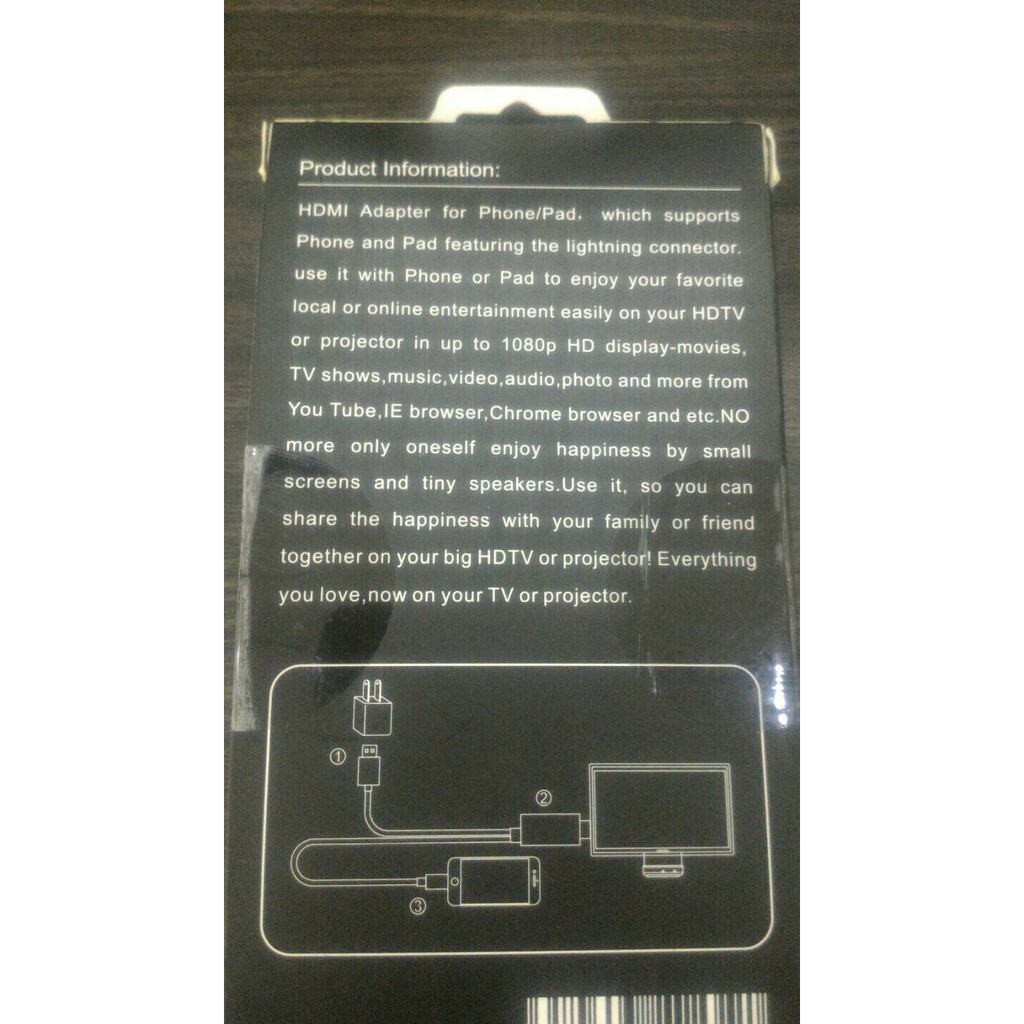 Product Information:
HDMI Adapter for Phone/Pad, which supports
Phone and Pad featuring the lightning connector.
use it with Phone or Pad to enjoy your favorite
local or online entertainment easily on your HDTV
or projector in up to 1080p HD display-movies,
TV shows,music,video,audio,photo and more from
You Tube,IE browser,Chrome browser and etc.NO
more only oneself enjoy happiness by small
screens and tiny speakers.Use it, so you can
share the happiness with your family or friend
together on your big HDTV or projector! Everything
you love,now on your TV or projector.
①
②
③